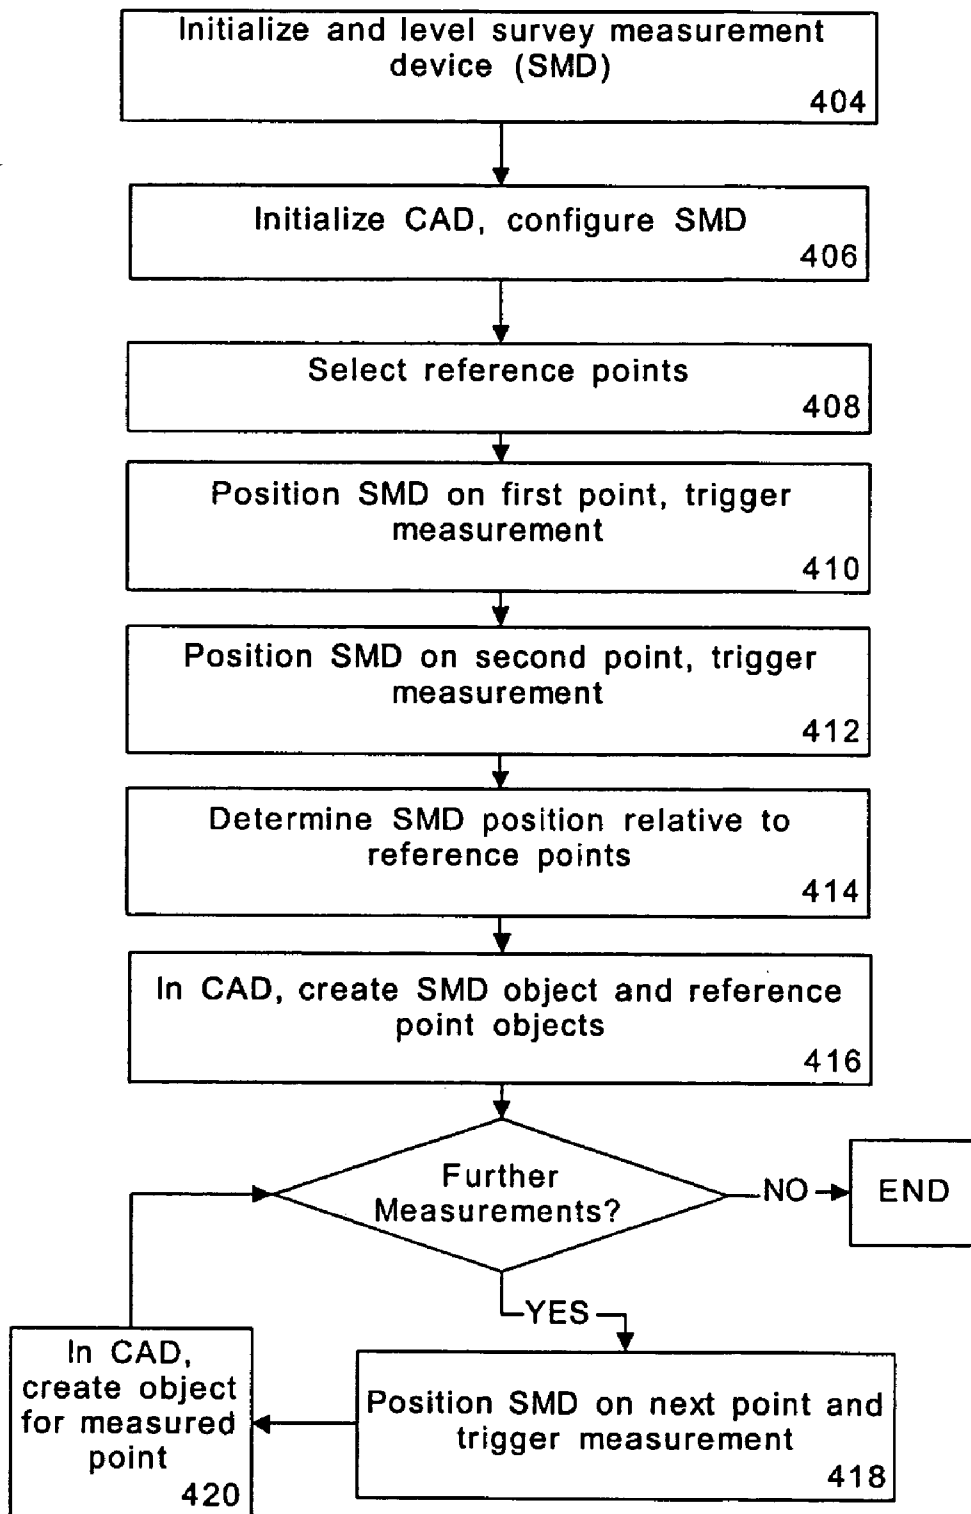 Initialize and level survey measurement
device (SMD)
404
Initialize CAD, configure SMD
406
Select reference points
408
Position SMD on first point, trigger
measurement
410
Position SMD on second point, trigger
measurement
412
Determine SMD position relative to
reference points
414
In CAD, create SMD object and reference
point objects
416
Further
Measurements?
NO
END
YES
Position SMD on next point and
trigger measurement
418
In CAD,
create object
for measured
point
420